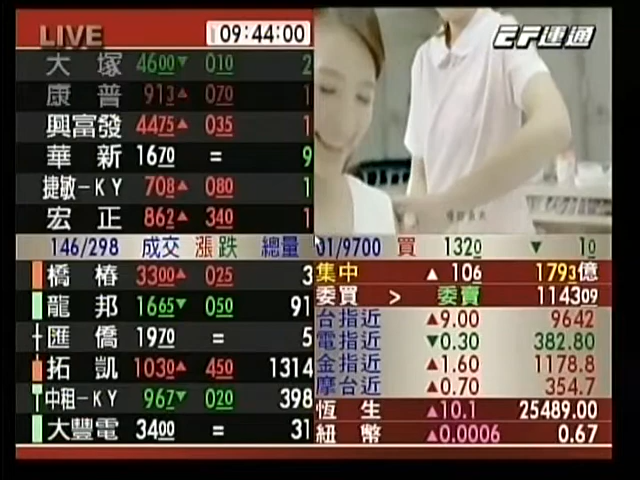 LIVE 09:44:00
大塚 4600▼ 010 2
康普 913▲ 070 1
興富發 4475▲ 035 1
華新 1670 = 9
捷敏-KY 708▲ 080 1
宏正 862▲ 340 1
146/298 成交 漲跌 總量
橋椿 3300▲ 025 3
龍邦 1665▼ 050 91
匯僑 1970 = 5
拓凱 1030▲ 450 1314
中租-KY 967▼ 020 398
大豐電 3400 = 31
運通
01/9700 買 1320 ▼ 10
集中 ▲ 106 1793億
委買 > 委賣 114309
台指近 ▲9.00 9642
電指近 ▼0.30 382.80
金指近 ▲1.60 1178.8
摩台近 ▲0.70 354.7
恆生 ▲10.1 25489.00
紐幣 ▲0.0006 0.67